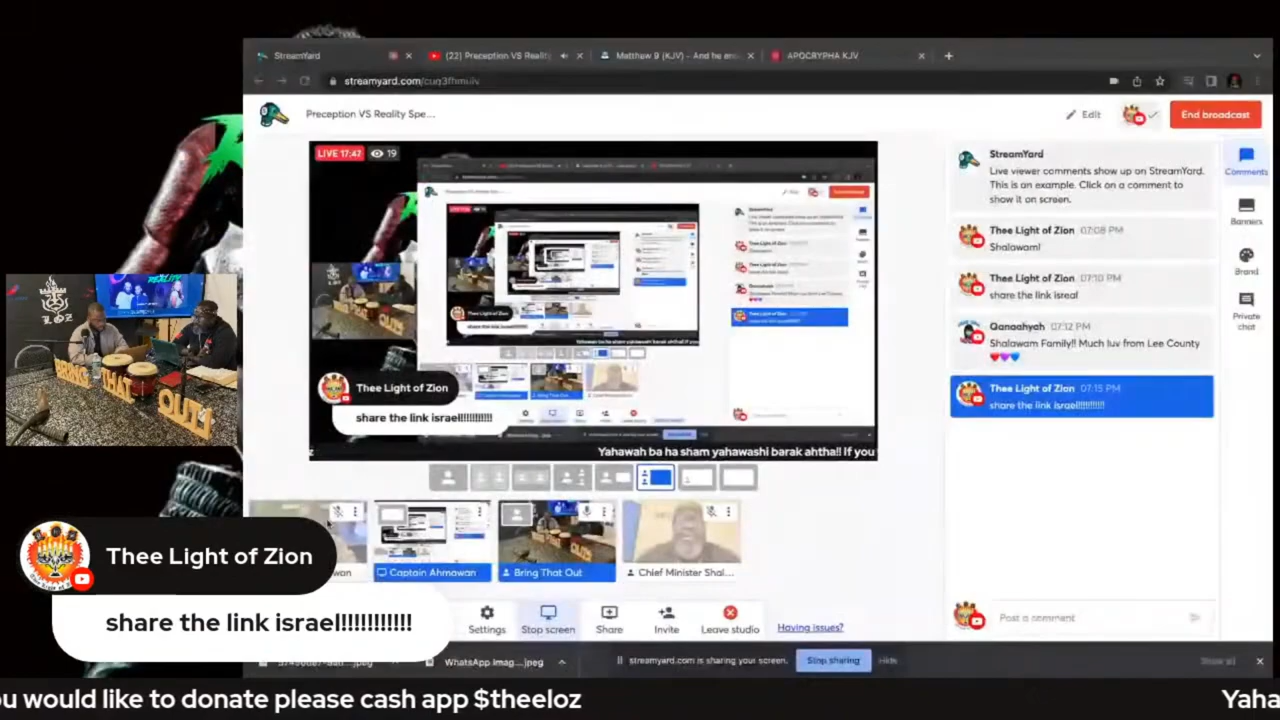 StreamYard
(22) Preception VS Realit
Matthew 9 (KJV) - And he en
APOCRYPHA KJV
Preception VS Reality Spe...
Edit
End broadcast
LIVE 17:47
19
StreamYard
Live viewer comments show up on StreamYard.
This is an example. Click on a comment to
show it on screen.
Thee Light of Zion 07:08 PM
Shalawam!
Thee Light of Zion 07:10 PM
share the link isreal
Qanaahyah 07:12 PM
Shalawam Family!! Much luv from Lee County
Thee Light of Zion 07:15 PM
share the link israel!!!!!!!!!!!
Comments
Banners
Brand
Private
chat
Thee Light of Zion
share the link israel!!!!!!!!!!!
Yahawah ba ha sham yahawashi barak ahtha!! If you
BRING
THAT
OUT!
Captain Ahmawan
Bring That Out
Chief Minister Shal...
Settings
Stop screen
Share
Invite
Leave studio
Having issues?
Post a comment
WhatsApp Imag....jpeg
streamyard.com is sharing your screen.
Stop sharing
Hide
Show all
Thee Light of Zion
share the link israel!!!!!!!!!!!
ou would like to donate please cash app $theeloz
Yaha